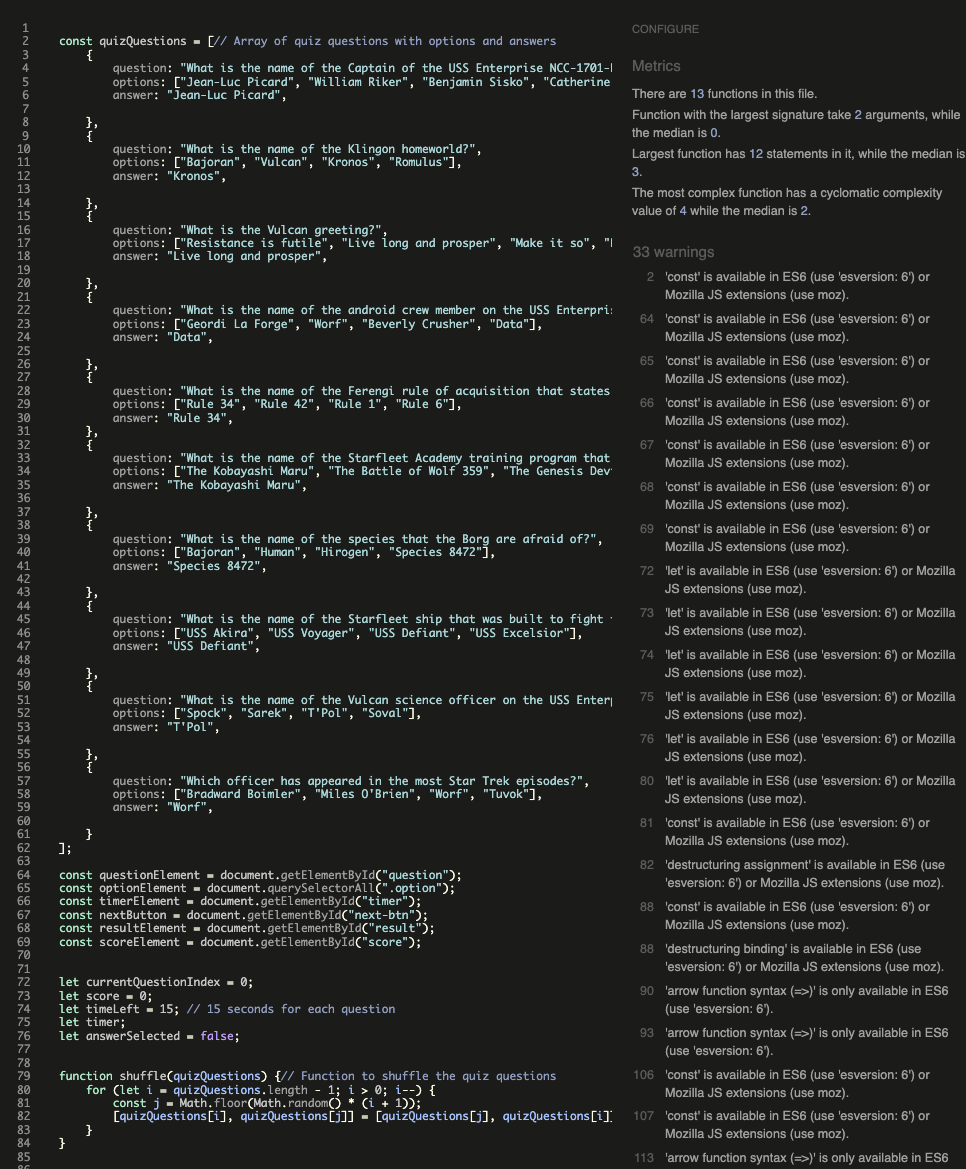 1
2 const quizQuestions = [// Array of quiz questions with options and answers
3 {
4 question: "What is the name of the Captain of the USS Enterprise NCC-1701-
5 options: ["Jean-Luc Picard", "William Riker", "Benjamin Sisko", "Catherine
6 answer: "Jean-Luc Picard",
7
8 },
9 {
10 question: "What is the name of the Klingon homeworld?",
11 options: ["Bajoran", "Vulcan", "Kronos", "Romulus"],
12 answer: "Kronos",
13
14 },
15 {
16 question: "What is the Vulcan greeting?",
17 options: ["Resistance is futile", "Live long and prosper", "Make it so", "
18 answer: "Live long and prosper",
19
20 },
21 {
22 question: "What is the name of the android crew member on the USS Enterpri
23 options: ["Geordi La Forge", "Worf", "Beverly Crusher", "Data"],
24 answer: "Data",
25
26 },
27 {
28 question: "What is the name of the Ferengi rule of acquisition that states
29 options: ["Rule 34", "Rule 42", "Rule 1", "Rule 6"],
30 answer: "Rule 34",
31 },
32 {
33 question: "What is the name of the Starfleet Academy training program that
34 options: ["The Kobayashi Maru", "The Battle of Wolf 359", "The Genesis Dev
35 answer: "The Kobayashi Maru",
36
37 },
38 {
39 question: "What is the name of the species that the Borg are afraid of?",
40 options: ["Bajoran", "Human", "Hirogen", "Species 8472"],
41 answer: "Species 8472",
42
43 },
44 {
45 question: "What is the name of the Starfleet ship that was built to fight
46 options: ["USS Akira", "USS Voyager", "USS Defiant", "USS Excelsior"],
47 answer: "USS Defiant",
48
49 },
50 {
51 question: "What is the name of the Vulcan science officer on the USS Enterp
52 options: ["Spock", "Sarek", "T'Pol", "Soval"],
53 answer: "T'Pol",
54
55 },
56 {
57 question: "Which officer has appeared in the most Star Trek episodes?",
58 options: ["Bradward Boimler", "Miles O'Brien", "Worf", "Tuvok"],
59 answer: "Worf",
60
61 }
62 ];
63
64 const questionElement = document.getElementById("question");
65 const optionElement = document.querySelectorAll(".option");
66 const timerElement = document.getElementById("timer");
67 const nextButton = document.getElementById("next-btn");
68 const resultElement = document.getElementById("result");
69 const scoreElement = document.getElementById("score");
70
71
72 let currentQuestionIndex = 0;
73 let score = 0;
74 let timeLeft = 15; // 15 seconds for each question
75 let timer;
76 let answerSelected = false;
77
78
79 function shuffle(quizQuestions) {// Function to shuffle the quiz questions
80 for (let i = quizQuestions.length - 1; i > 0; i--) {
81 const j = Math.floor(Math.random() * (i + 1));
82 [quizQuestions[i], quizQuestions[j]] = [quizQuestions[j], quizQuestions[i]
83 }
84 }
85
CONFIGURE
Metrics
There are 13 functions in this file.
Function with the largest signature take 2 arguments, while
the median is 0.
Largest function has 12 statements in it, while the median is
3.
The most complex function has a cyclomatic complexity
value of 4 while the median is 2.
33 warnings
2 'const' is available in ES6 (use 'esversion: 6') or
Mozilla JS extensions (use moz).
64 'const' is available in ES6 (use 'esversion: 6') or
Mozilla JS extensions (use moz).
65 'const' is available in ES6 (use 'esversion: 6') or
Mozilla JS extensions (use moz).
66 'const' is available in ES6 (use 'esversion: 6') or
Mozilla JS extensions (use moz).
67 'const' is available in ES6 (use 'esversion: 6') or
Mozilla JS extensions (use moz).
68 'const' is available in ES6 (use 'esversion: 6') or
Mozilla JS extensions (use moz).
69 'const' is available in ES6 (use 'esversion: 6') or
Mozilla JS extensions (use moz).
72 'let' is available in ES6 (use 'esversion: 6') or Mozilla
JS extensions (use moz).
73 'let' is available in ES6 (use 'esversion: 6') or Mozilla
JS extensions (use moz).
74 'let' is available in ES6 (use 'esversion: 6') or Mozilla
JS extensions (use moz).
75 'let' is available in ES6 (use 'esversion: 6') or Mozilla
JS extensions (use moz).
76 'let' is available in ES6 (use 'esversion: 6') or Mozilla
JS extensions (use moz).
80 'let' is available in ES6 (use 'esversion: 6') or Mozilla
JS extensions (use moz).
81 'const' is available in ES6 (use 'esversion: 6') or
Mozilla JS extensions (use moz).
82 'destructuring assignment' is available in ES6 (use
'esversion: 6') or Mozilla JS extensions (use moz).
88 'const' is available in ES6 (use 'esversion: 6') or
Mozilla JS extensions (use moz).
88 'destructuring binding' is available in ES6 (use
'esversion: 6') or Mozilla JS extensions (use moz).
90 'arrow function syntax (=>)' is only available in ES6
(use 'esversion: 6').
93 'arrow function syntax (=>)' is only available in ES6
(use 'esversion: 6').
106 'const' is available in ES6 (use 'esversion: 6') or
Mozilla JS extensions (use moz).
107 'const' is available in ES6 (use 'esversion: 6') or
Mozilla JS extensions (use moz).
113 'arrow function syntax (=>)' is only available in ES6